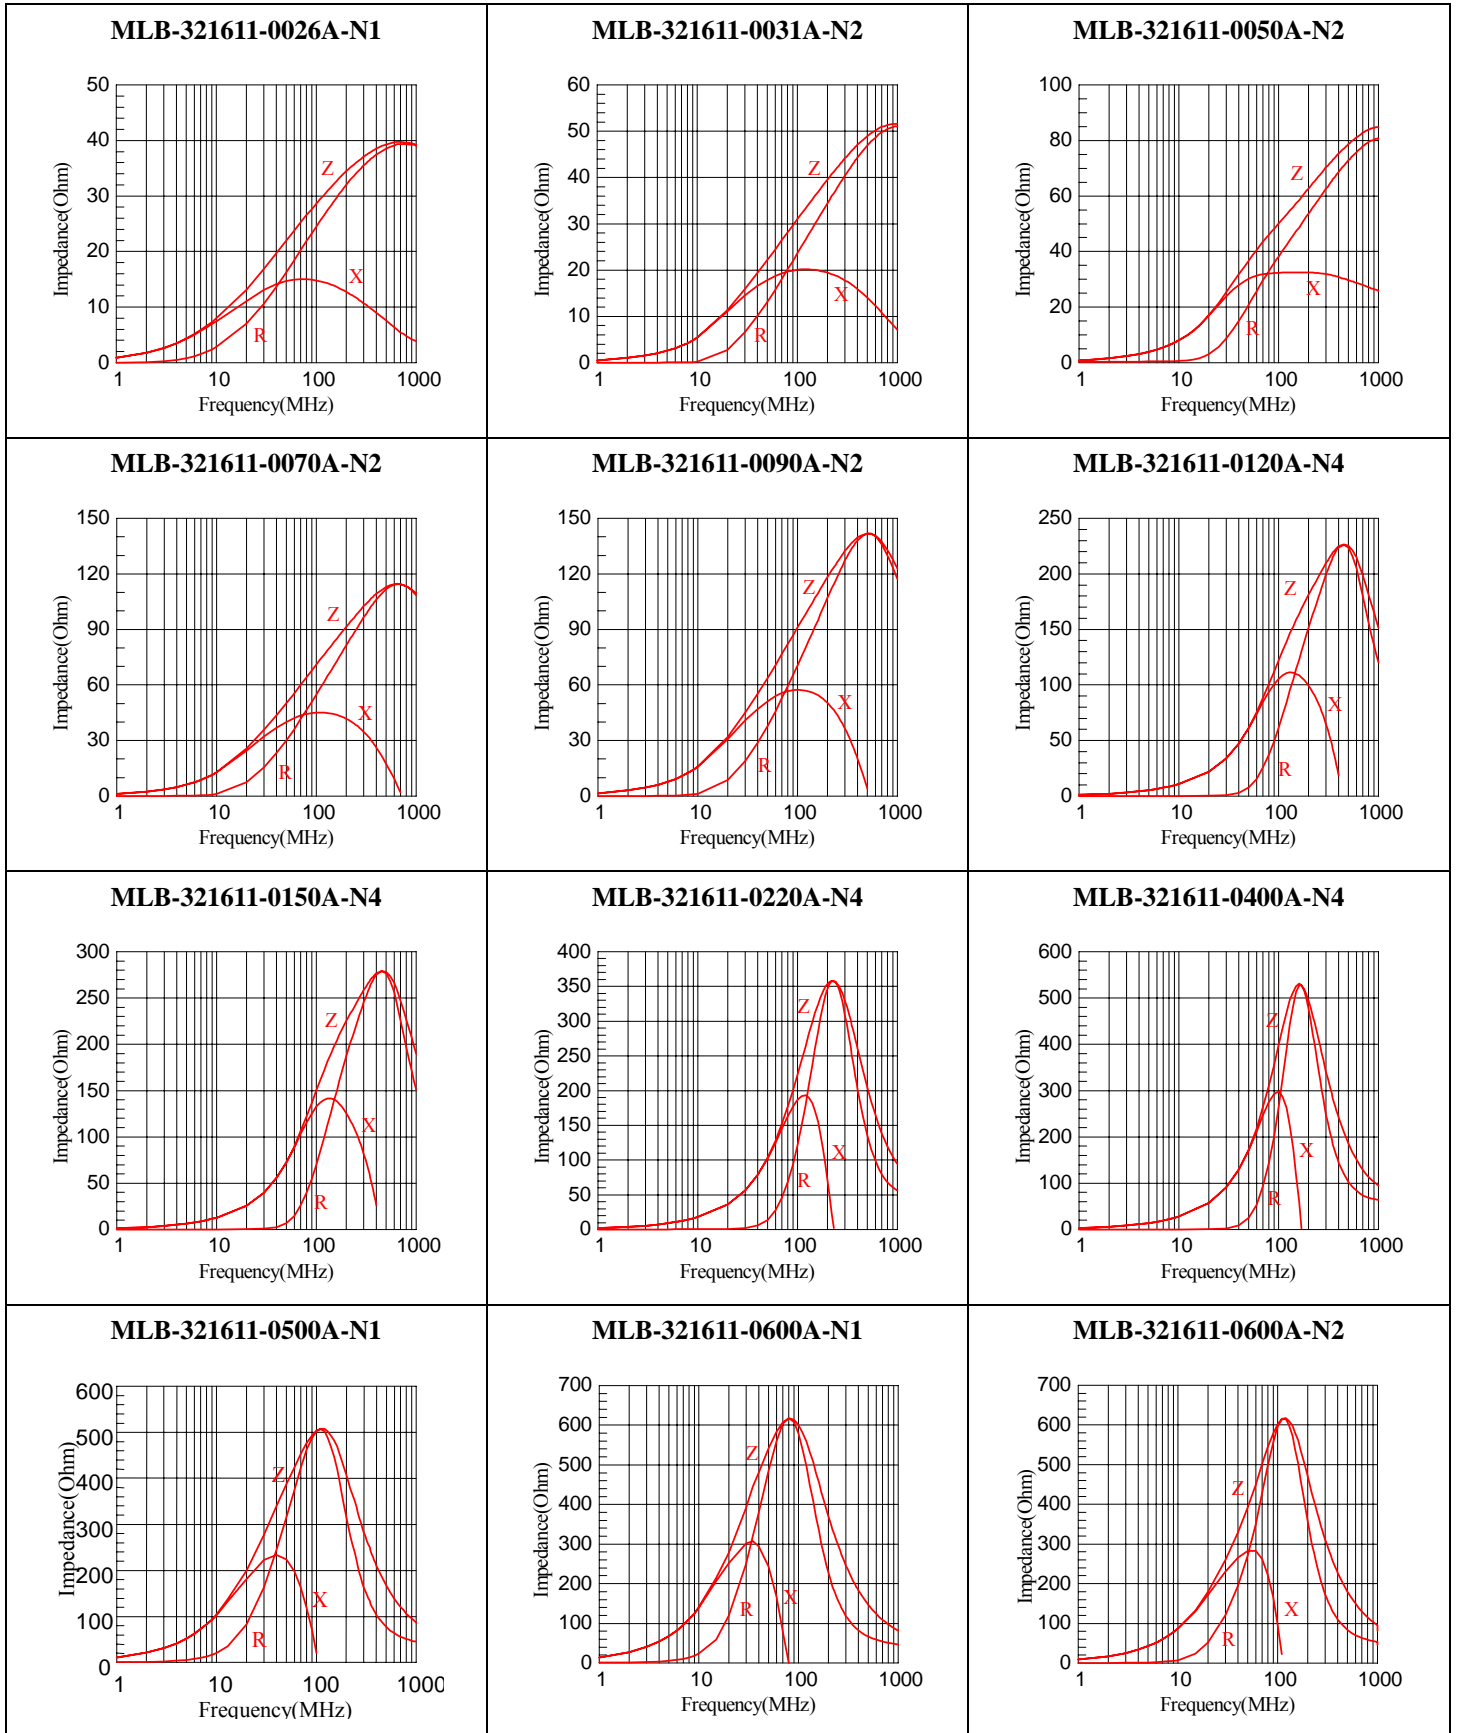 MLB-321611-0026A-N1
50
40
30
20
10
0
Impedance(Ohm)
Z
X
R
1 10 100 1000
Frequency(MHz)
MLB-321611-0031A-N2
60
50
40
30
20
10
0
Impedance(Ohm)
Z
X
R
1 10 100 1000
Frequency(MHz)
MLB-321611-0050A-N2
100
80
60
40
20
0
Impedance(Ohm)
Z
X
R
1 10 100 1000
Frequency(MHz)
MLB-321611-0070A-N2
150
120
90
60
30
0
Impedance(Ohm)
Z
X
R
1 10 100 1000
Frequency(MHz)
MLB-321611-0090A-N2
150
120
90
60
30
0
Impedance(Ohm)
Z
X
R
1 10 100 1000
Frequency(MHz)
MLB-321611-0120A-N4
250
200
150
100
50
0
Impedance(Ohm)
Z
X
R
1 10 100 1000
Frequency(MHz)
MLB-321611-0150A-N4
300
250
200
150
100
50
0
Impedance(Ohm)
Z
X
R
1 10 100 1000
Frequency(MHz)
MLB-321611-0220A-N4
400
350
300
250
200
150
100
50
0
Impedance(Ohm)
Z
X
R
1 10 100 1000
Frequency(MHz)
MLB-321611-0400A-N4
600
500
400
300
200
100
0
Impedance(Ohm)
Z
X
R
1 10 100 1000
Frequency(MHz)
MLB-321611-0500A-N1
600
500
400
300
200
100
0
Impedance(Ohm)
Z
X
R
1 10 100 1000
Frequency(MHz)
MLB-321611-0600A-N1
700
600
500
400
300
200
100
0
Impedance(Ohm)
Z
X
R
1 10 100 1000
Frequency(MHz)
MLB-321611-0600A-N2
700
600
500
400
300
200
100
0
Impedance(Ohm)
Z
X
R
1 10 100 1000
Frequency(MHz)